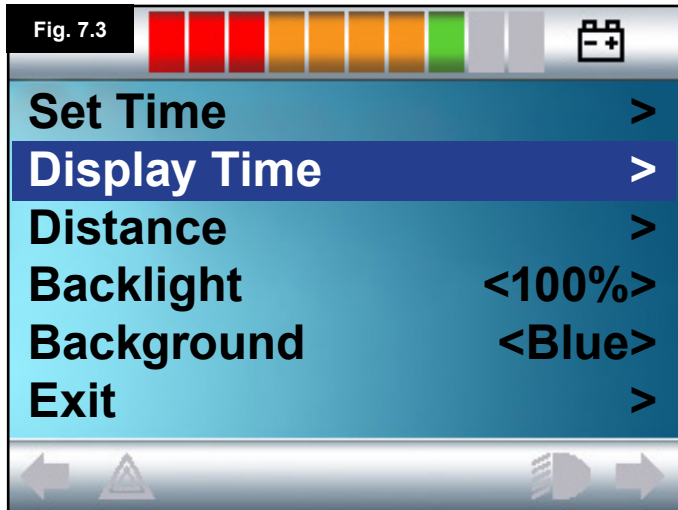 Fig. 7.3
Set Time >
Display Time >
Distance >
Backlight <100%>
Background <Blue>
Exit >